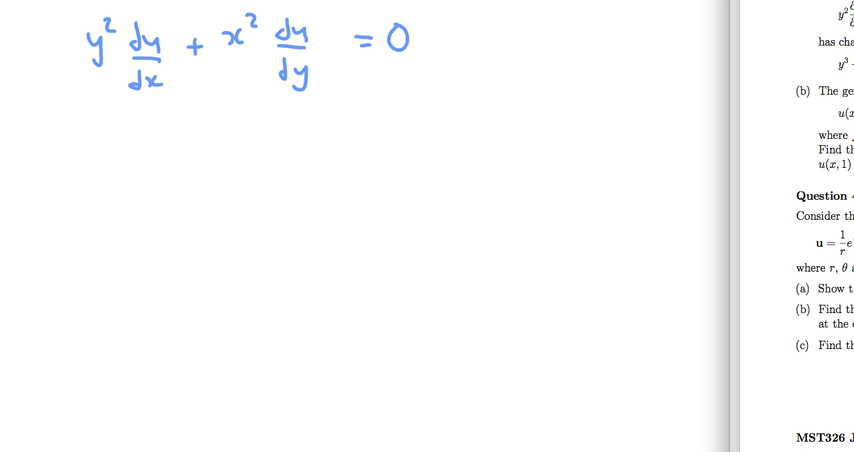 y² dy/dx + x² dy/dy = 0
y²
has cha
y³ -
(b) The ge
u(x
where
Find th
u(x, 1)
Question
Consider th
u = 1/r e
where r, θ a
(a) Show t
(b) Find th
at the
(c) Find th
MST326 J